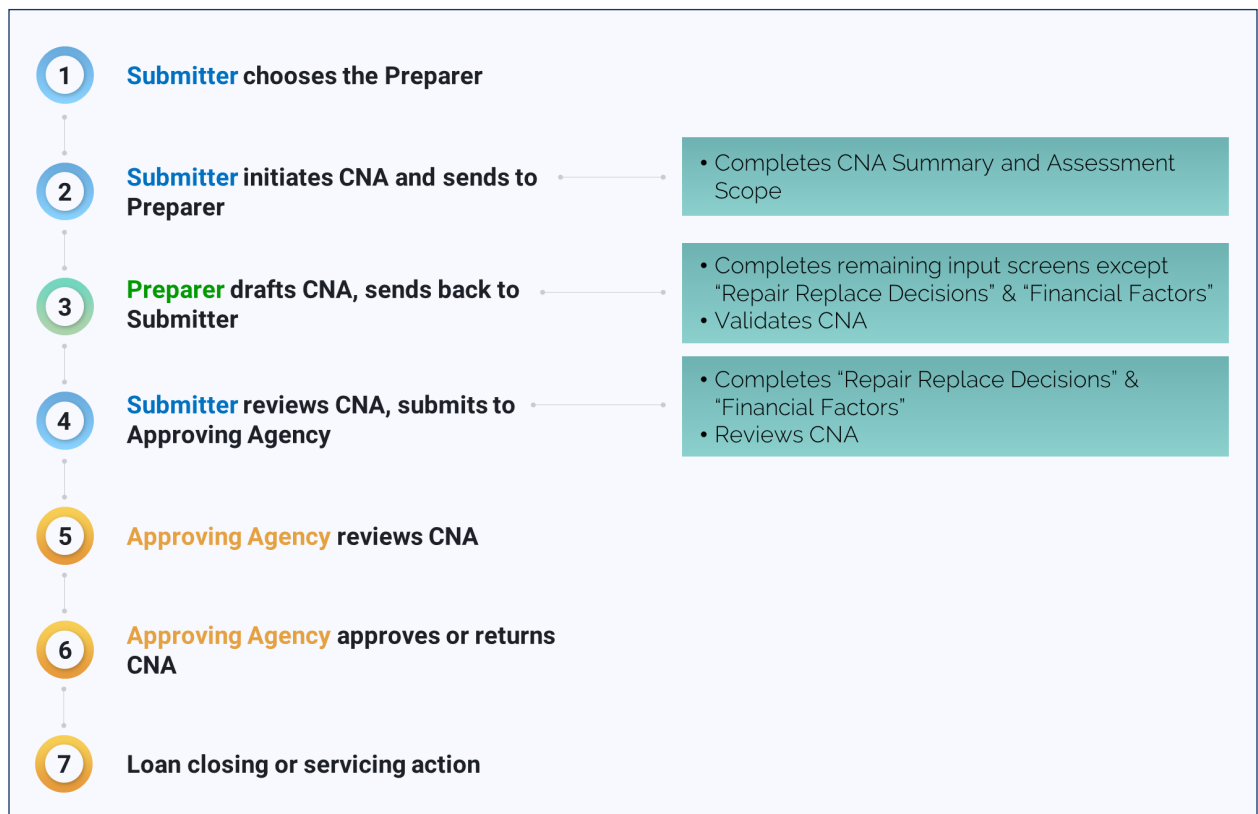 1
Submitter chooses the Preparer
2
Submitter initiates CNA and sends to
Preparer
• Completes CNA Summary and Assessment
Scope
3
Preparer drafts CNA, sends back to
Submitter
• Completes remaining input screens except
“Repair Replace Decisions” & “Financial Factors”
• Validates CNA
4
Submitter reviews CNA, submits to
Approving Agency
• Completes “Repair Replace Decisions” &
“Financial Factors”
• Reviews CNA
5
Approving Agency reviews CNA
6
Approving Agency approves or returns
CNA
7
Loan closing or servicing action